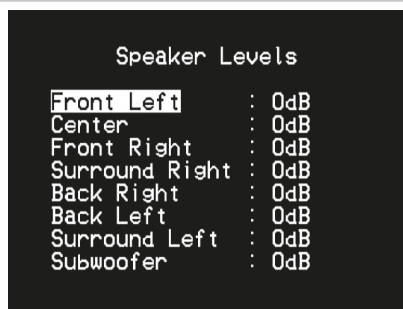 Speaker Levels
Front Left : 0dB
Center : 0dB
Front Right : 0dB
Surround Right : 0dB
Back Right : 0dB
Back Left : 0dB
Surround Left : 0dB
Subwoofer : 0dB